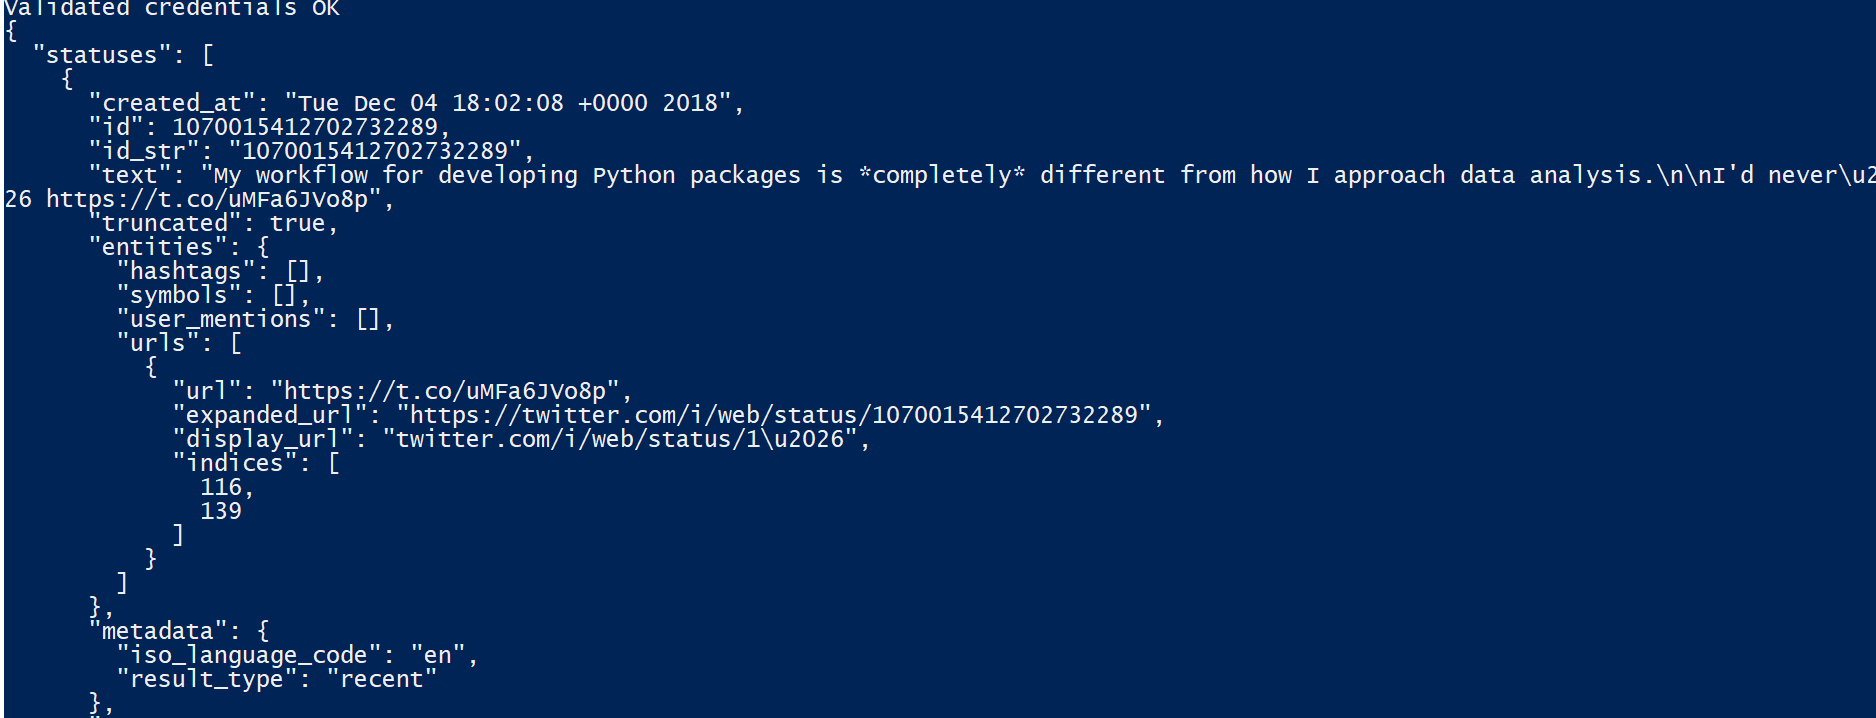 Validated credentials OK
{
  "statuses": [
    {
      "created_at": "Tue Dec 04 18:02:08 +0000 2018",
      "id": 1070015412702732289,
      "id_str": "1070015412702732289",
      "text": "My workflow for developing Python packages is *completely* different from how I approach data analysis.\n\nI'd never\u2
26 https://t.co/uMFa6JVo8p",
      "truncated": true,
      "entities": {
        "hashtags": [],
        "symbols": [],
        "user_mentions": [],
        "urls": [
          {
            "url": "https://t.co/uMFa6JVo8p",
            "expanded_url": "https://twitter.com/i/web/status/1070015412702732289",
            "display_url": "twitter.com/i/web/status/1\u2026",
            "indices": [
              116,
              139
            ]
          }
        ]
      },
      "metadata": {
        "iso_language_code": "en",
        "result_type": "recent"
      },